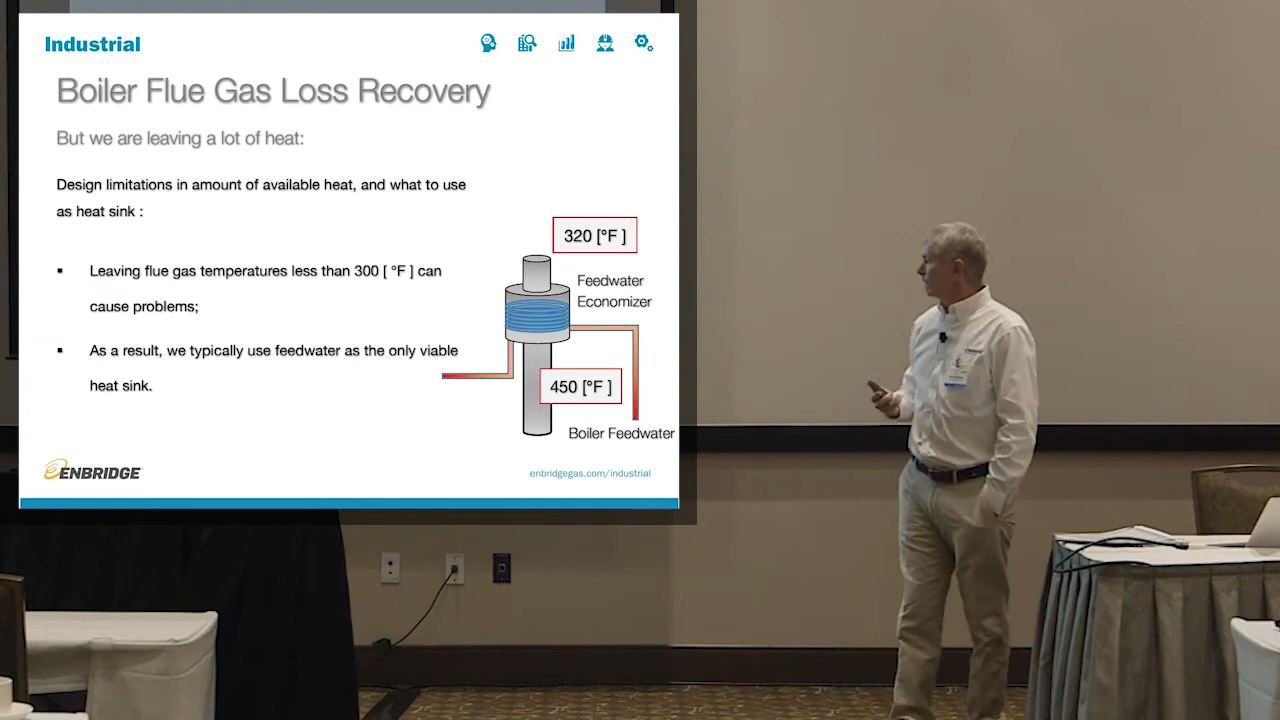 Industrial
Boiler Flue Gas Loss Recovery
But we are leaving a lot of heat:
Design limitations in amount of available heat, and what to use
as heat sink :
▪ Leaving flue gas temperatures less than 300 [ °F ] can
cause problems;
▪ As a result, we typically use feedwater as the only viable
heat sink.
320 [°F ]
Feedwater
Economizer
450 [°F ]
Boiler Feedwater
ENBRIDGE
enbridgegas.com/industrial